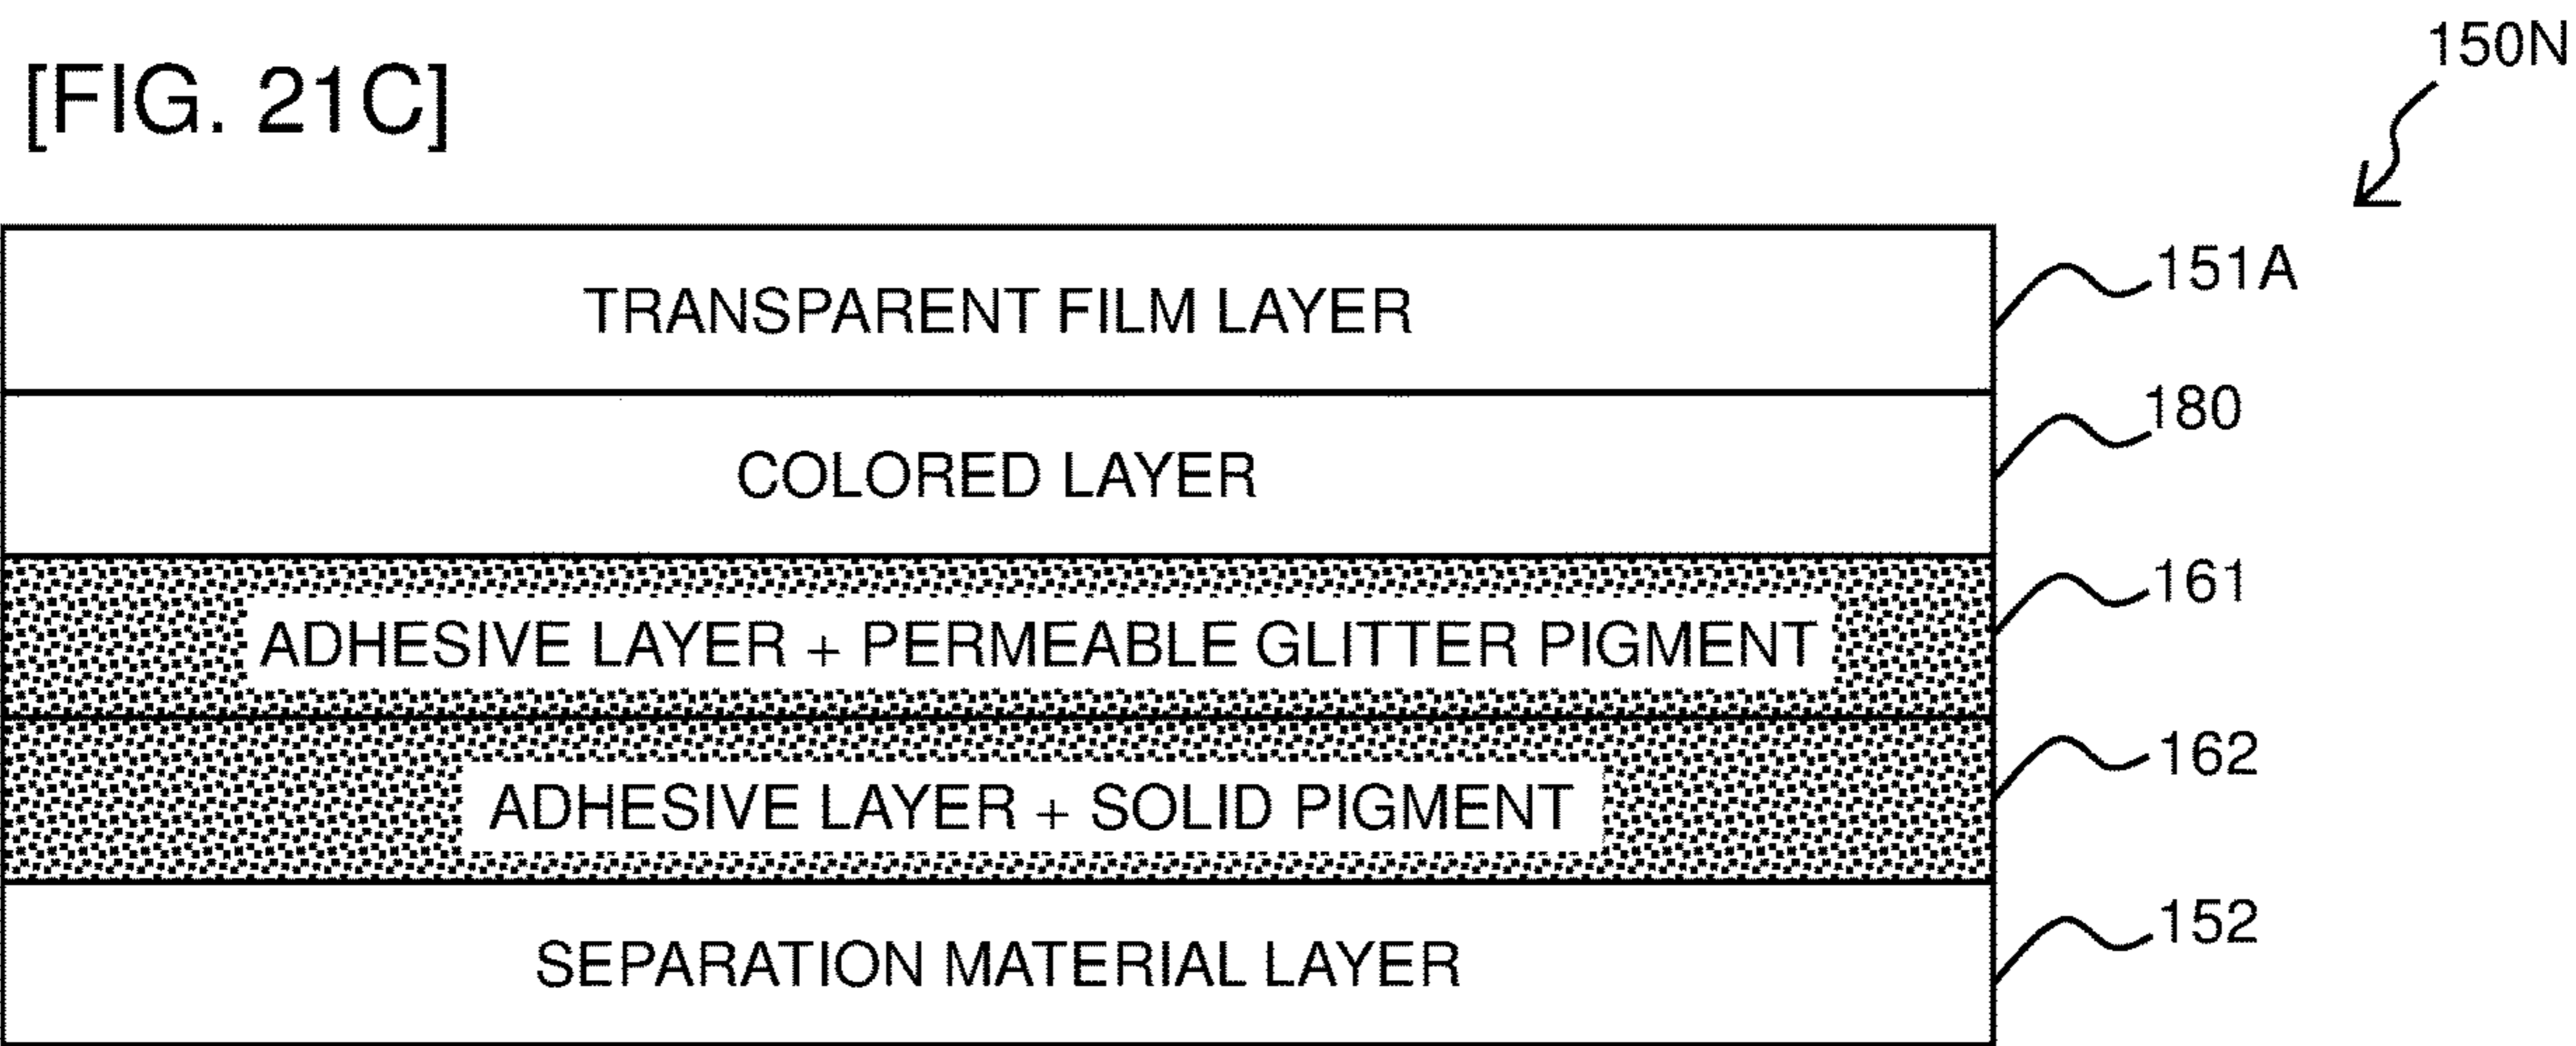 [FIG. 21C]
150N
TRANSPARENT FILM LAYER
151A
COLORED LAYER
180
ADHESIVE LAYER + PERMEABLE GLITTER PIGMENT
161
ADHESIVE LAYER + SOLID PIGMENT
162
SEPARATION MATERIAL LAYER
152